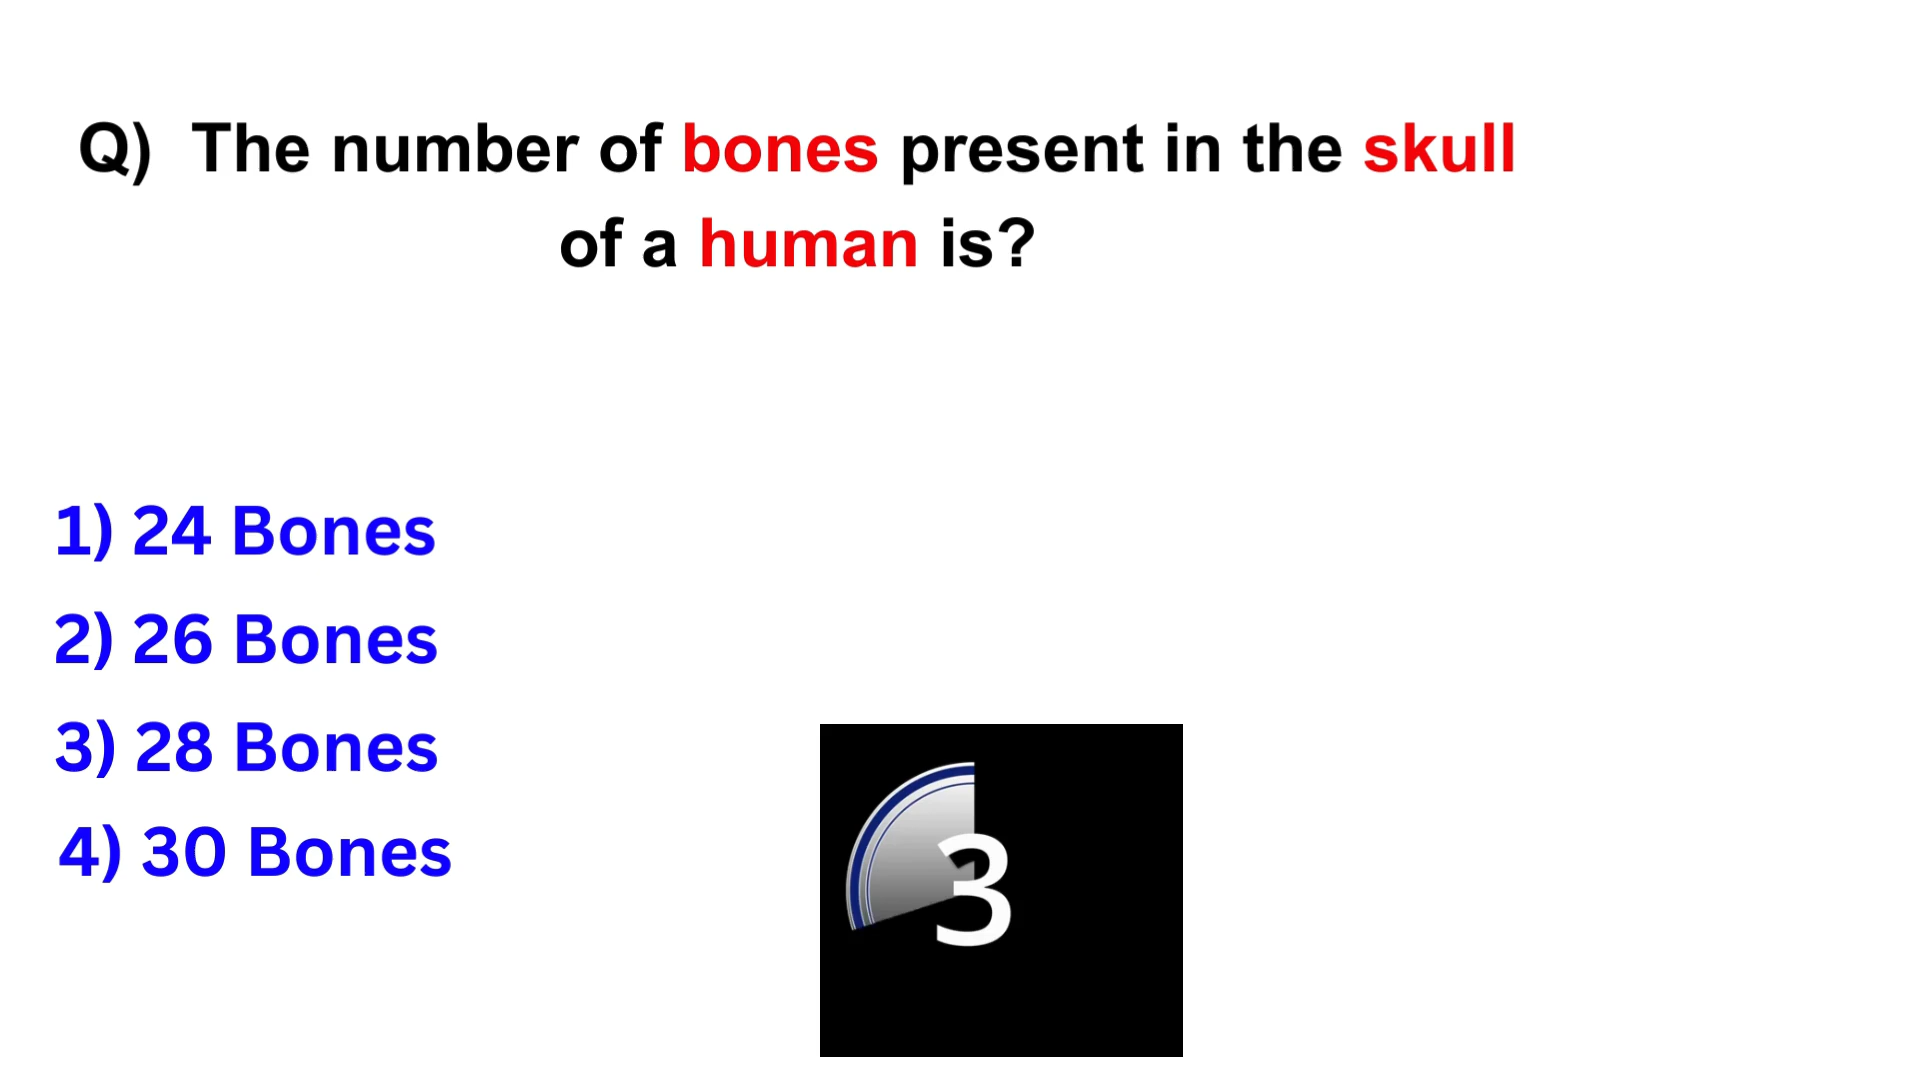 Q) The number of bones present in the skull
of a human is?
1) 24 Bones
2) 26 Bones
3) 28 Bones
4) 30 Bones
3